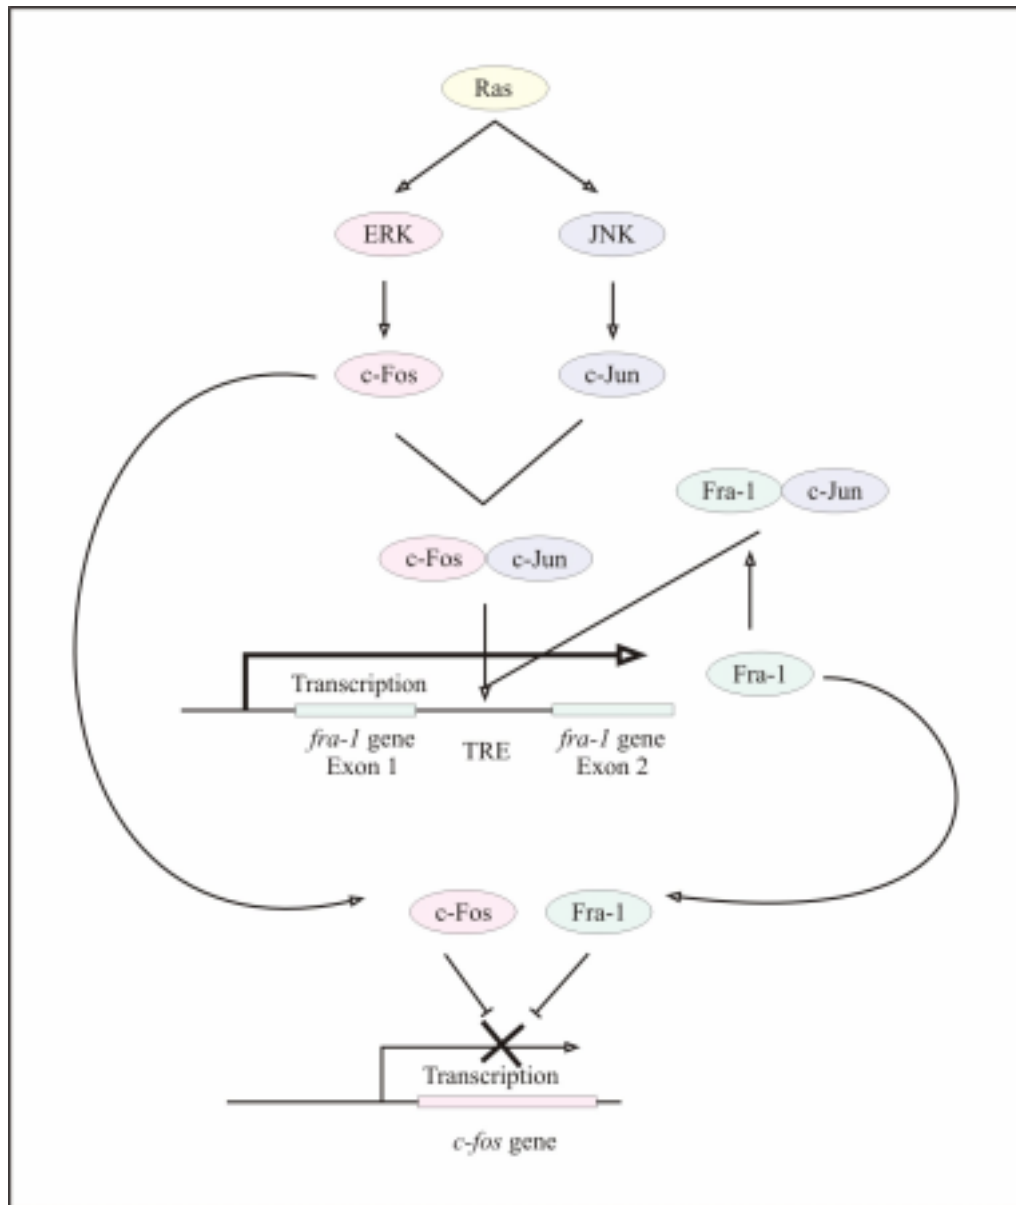 Ras
ERK
JNK
c-Fos
c-Jun
Fra-1
c-Jun
c-Fos
c-Jun
Fra-1
Transcription
fra-1 gene
Exon 1
TRE
fra-1 gene
Exon 2
c-Fos
Fra-1
Transcription
c-fos gene